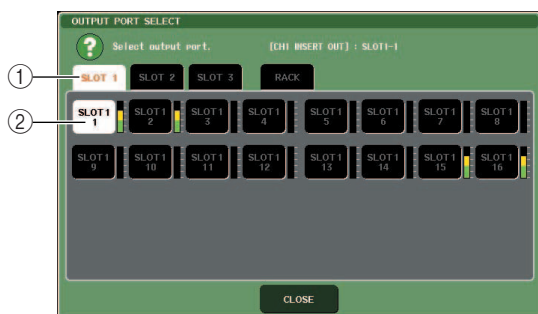 OUTPUT PORT SELECT
? Select output port. [CH1 INSERT OUT] : SLOT1-1
1 SLOT 1 SLOT 2 SLOT 3 RACK
2 SLOT1 1 SLOT1 2 SLOT1 3 SLOT1 4 SLOT1 5 SLOT1 6 SLOT1 7 SLOT1 8
SLOT1 9 SLOT1 10 SLOT1 11 SLOT1 12 SLOT1 13 SLOT1 14 SLOT1 15 SLOT1 16
CLOSE